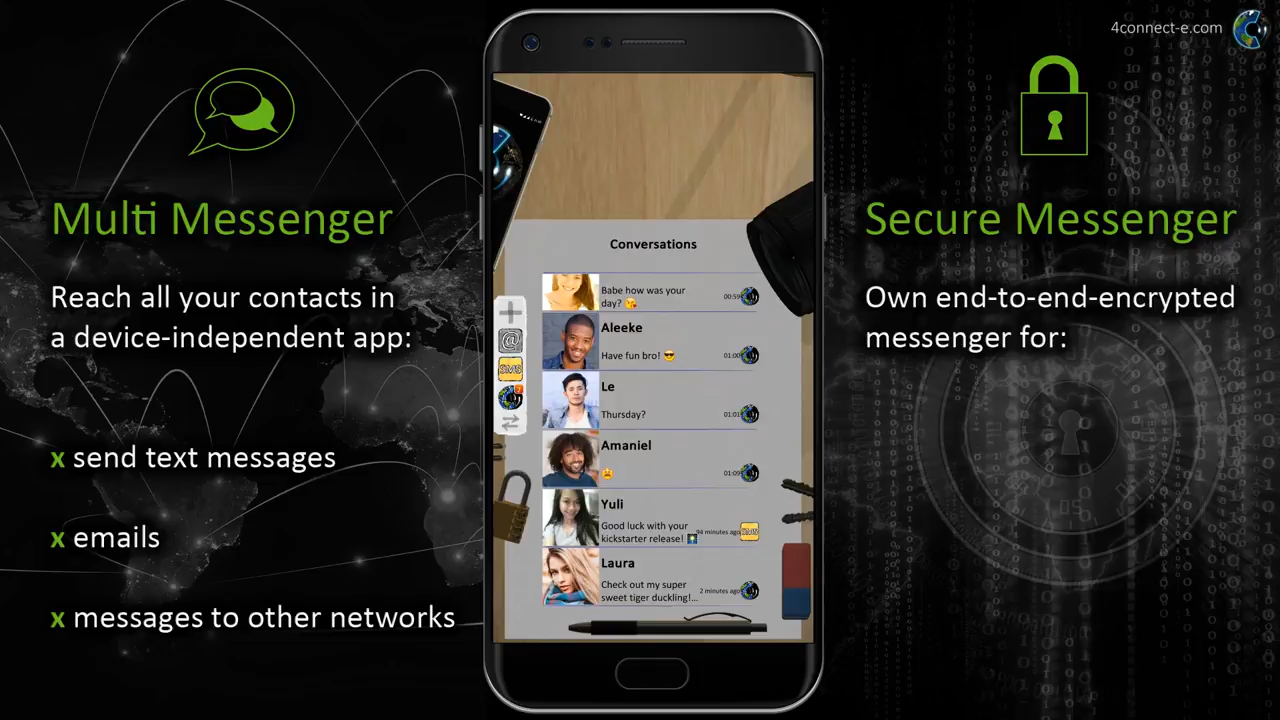 4connect-e.com
Multi Messenger
Reach all your contacts in
a device-independent app:
x send text messages
x emails
x messages to other networks
Conversations
Babe how was your
day? 😘
00:59
Aleeke
Have fun bro! 😎
01:00
Le
Thursday?
01:01
Amaniel
01:09
Yuli
Good luck with your
kickstarter release!
94 minutes ago
SMS
Laura
Check out my super
sweet tiger duckling!...
2 minutes ago
@
SMS
Secure Messenger
Own end-to-end-encrypted
messenger for: